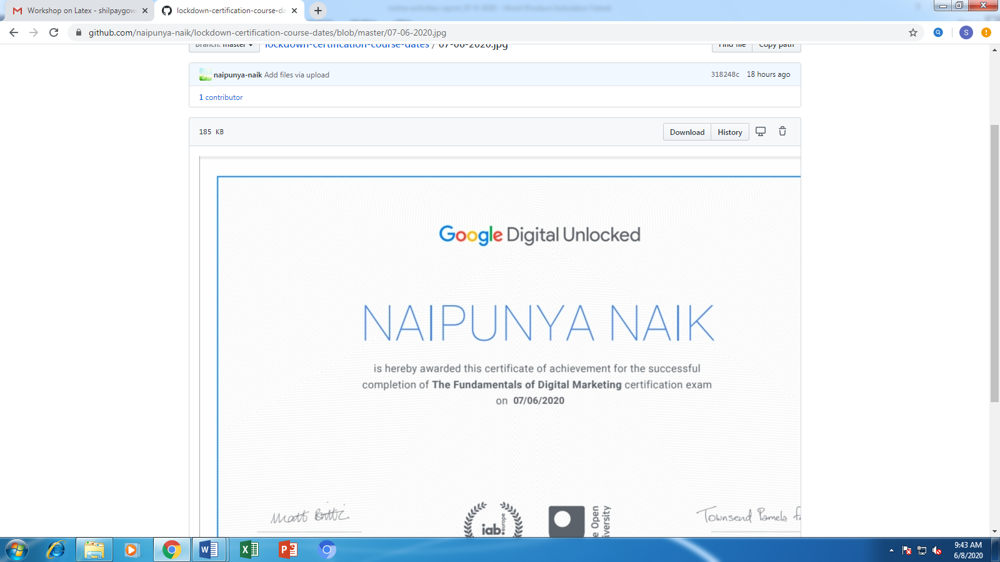 Workshop on Latex - shilpaygow
lockdown-certification-course-da
github.com/naipunya-naik/lockdown-certification-course-dates/blob/master/07-06-2020.jpg
S
Branch: master
lockdown-certification-course-dates / 07-06-2020.jpg
Find file
Copy path
naipunya-naik Add files via upload
318248c 18 hours ago
1 contributor
185 KB
Download
History
Google Digital Unlocked
NAIPUNYA NAIK
is hereby awarded this certificate of achievement for the successful
completion of The Fundamentals of Digital Marketing certification exam
on 07/06/2020
Matt Brittin
iab.
europe
e Open
iversity
Townsend Pamela
9:43 AM
6/8/2020